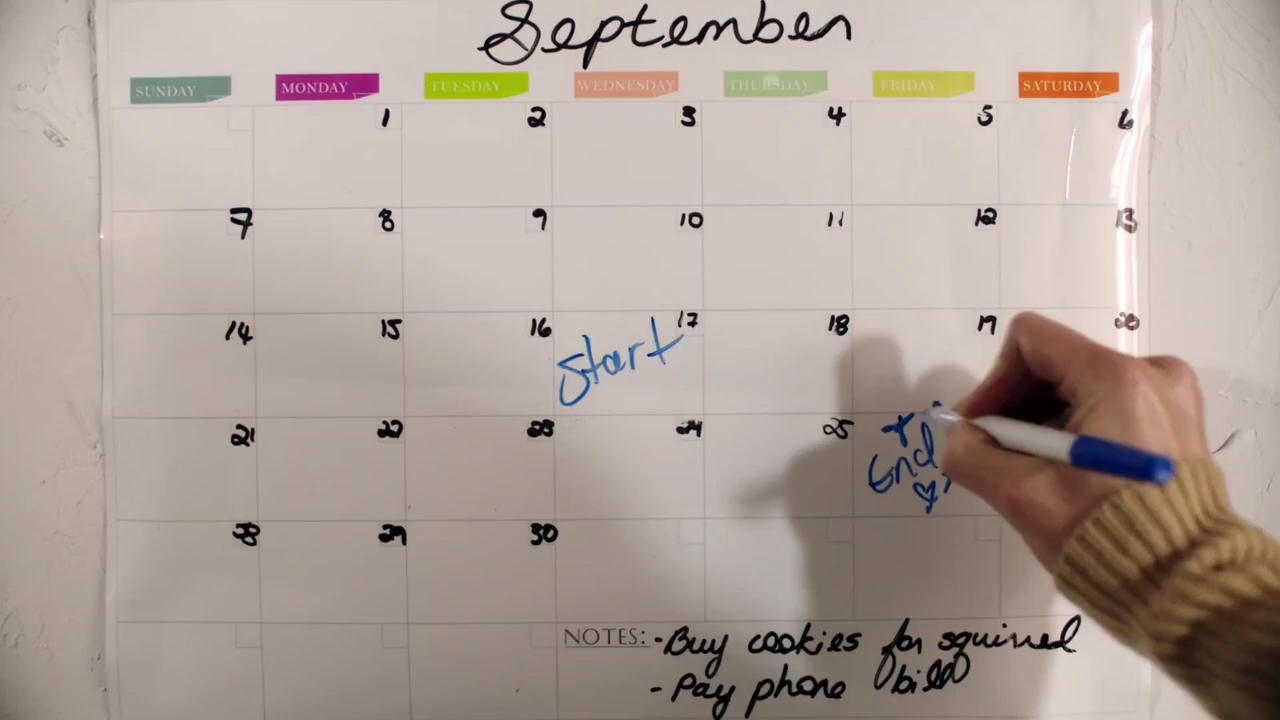 September
SUNDAY MONDAY TUESDAY WEDNESDAY THURSDAY FRIDAY SATURDAY
1 2 3 4 5 6
7 8 9 10 11 12 13
14 15 16 17 18 19 20
Start
21 22 23 24 25
End
28 29 30
NOTES: - Buy cookies for squirrel
- Pay phone bill